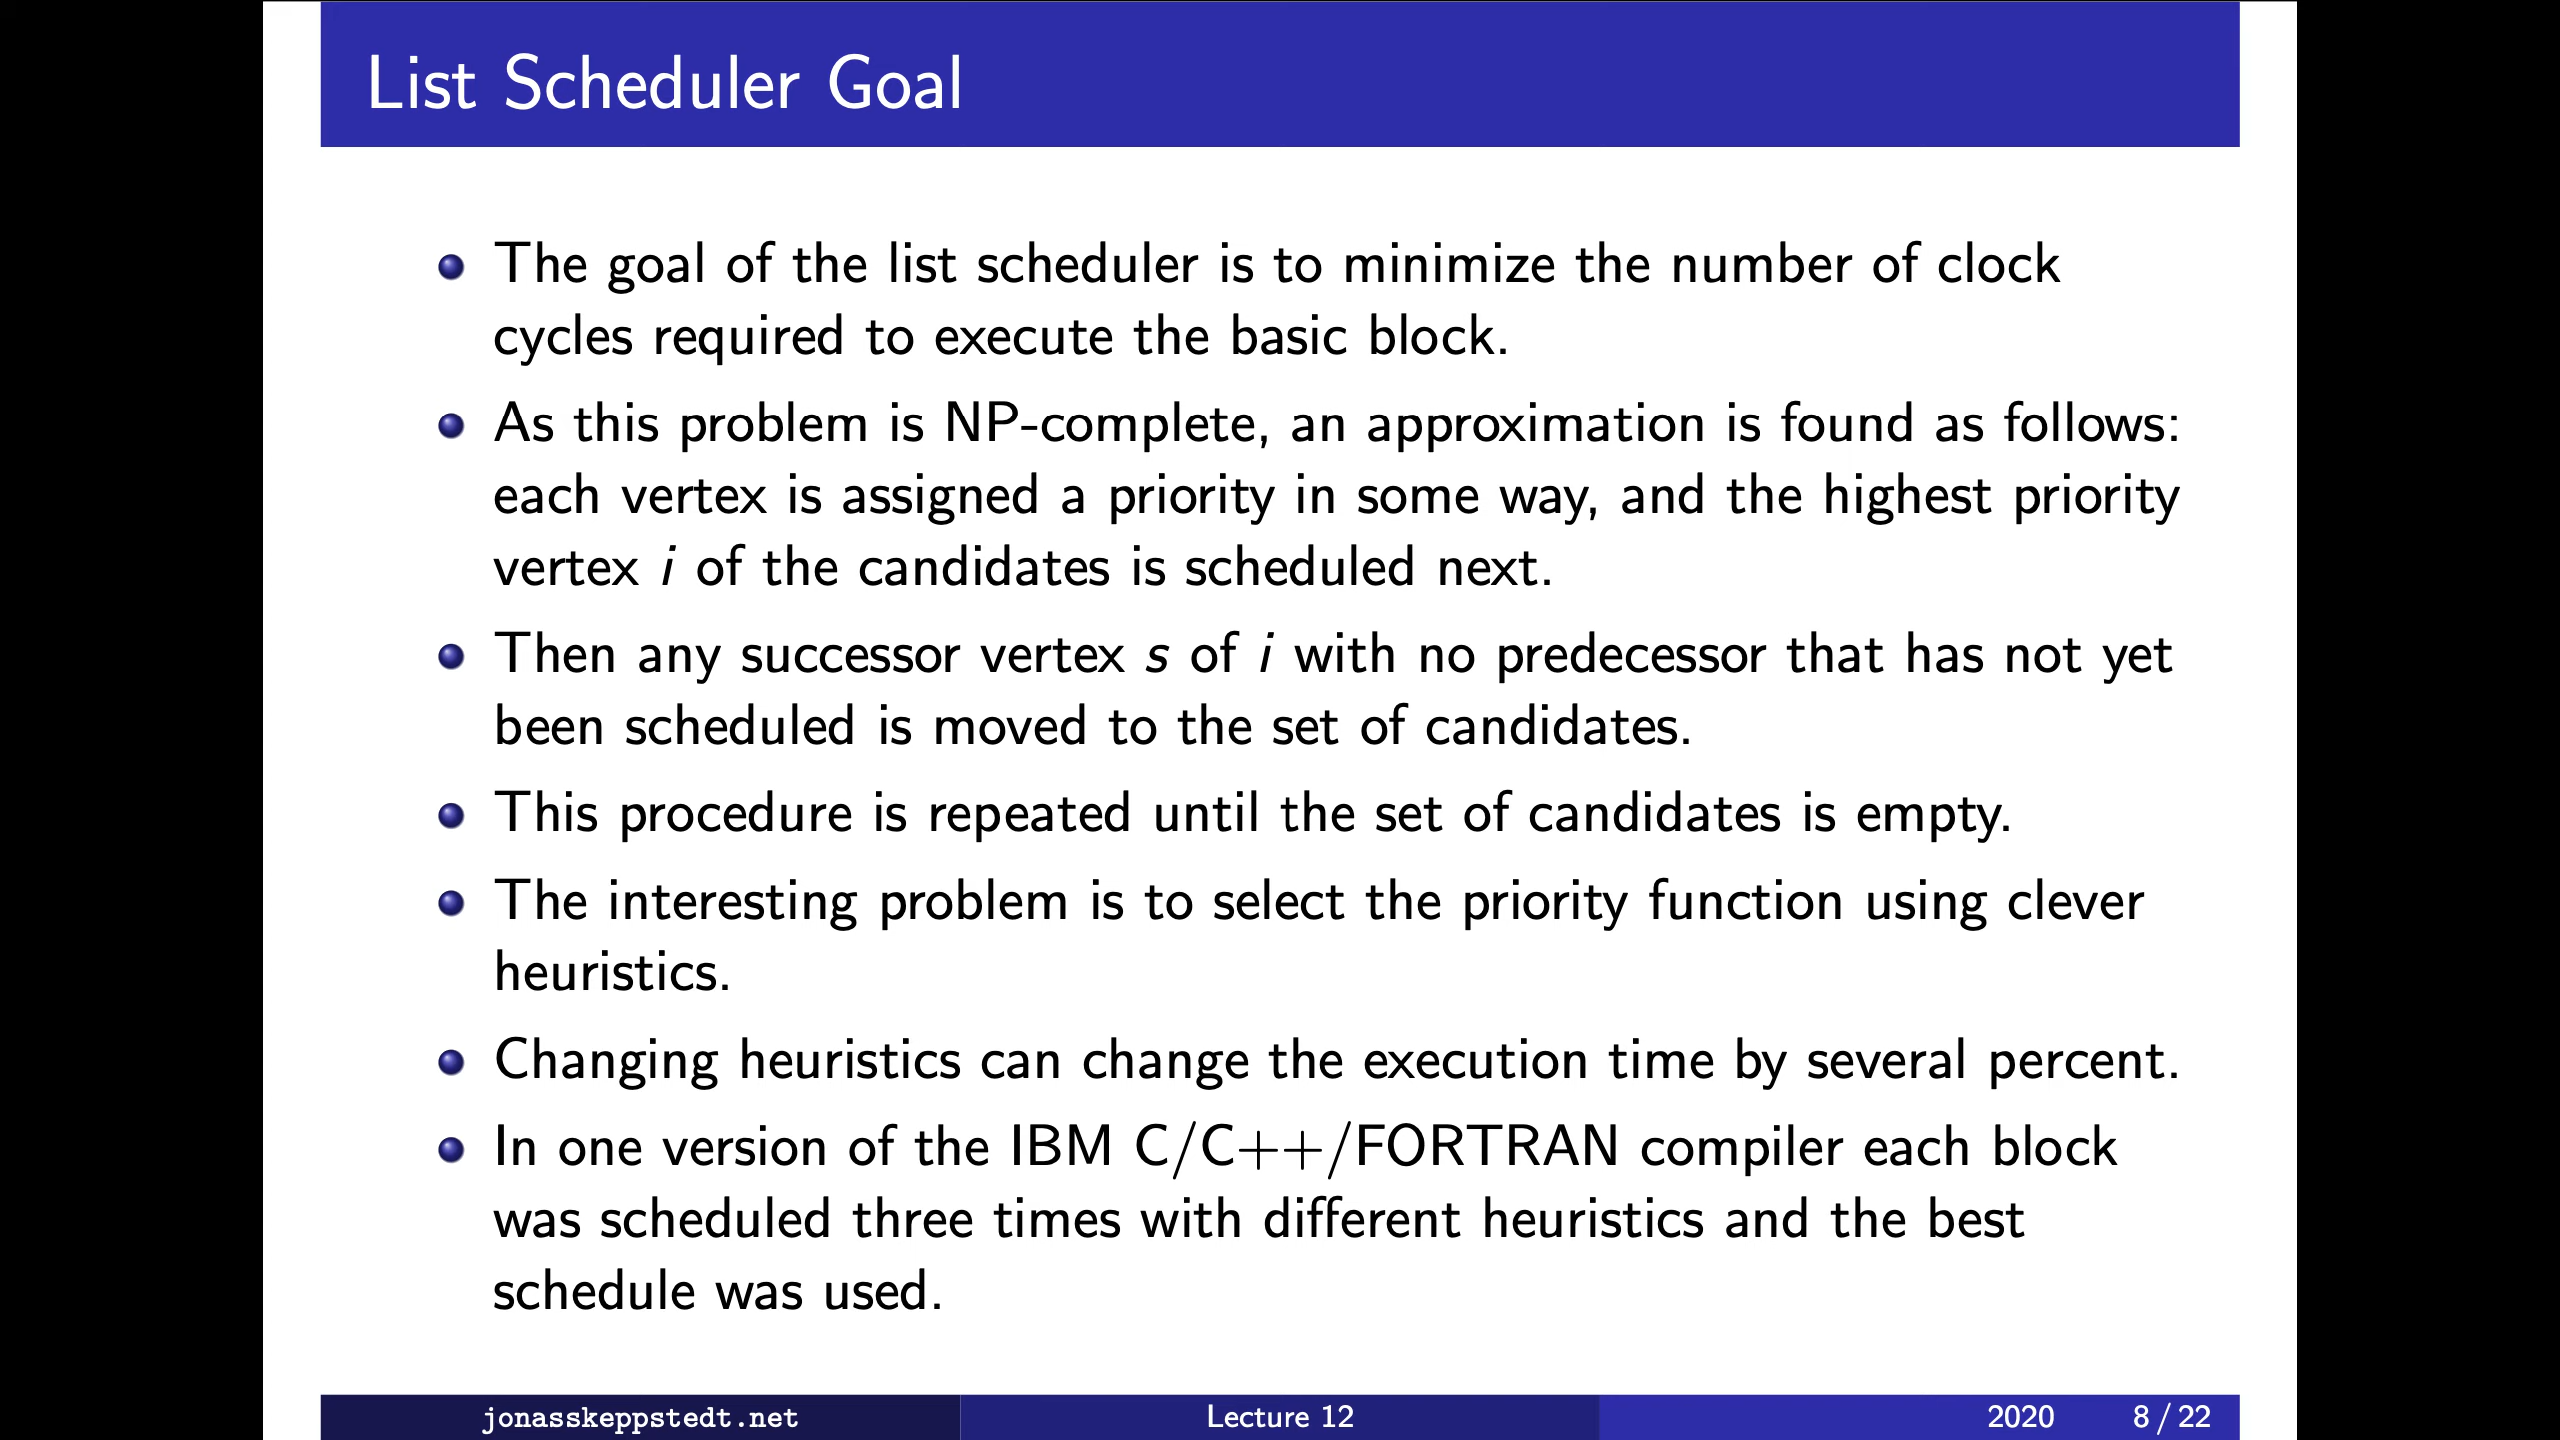 List Scheduler Goal
The goal of the list scheduler is to minimize the number of clock
cycles required to execute the basic block.
As this problem is NP-complete, an approximation is found as follows:
each vertex is assigned a priority in some way, and the highest priority
vertex i of the candidates is scheduled next.
Then any successor vertex s of i with no predecessor that has not yet
been scheduled is moved to the set of candidates.
This procedure is repeated until the set of candidates is empty.
The interesting problem is to select the priority function using clever
heuristics.
Changing heuristics can change the execution time by several percent.
In one version of the IBM C/C++/FORTRAN compiler each block
was scheduled three times with different heuristics and the best
schedule was used.
jonasskeppstedt.net Lecture 12 2020 8 / 22